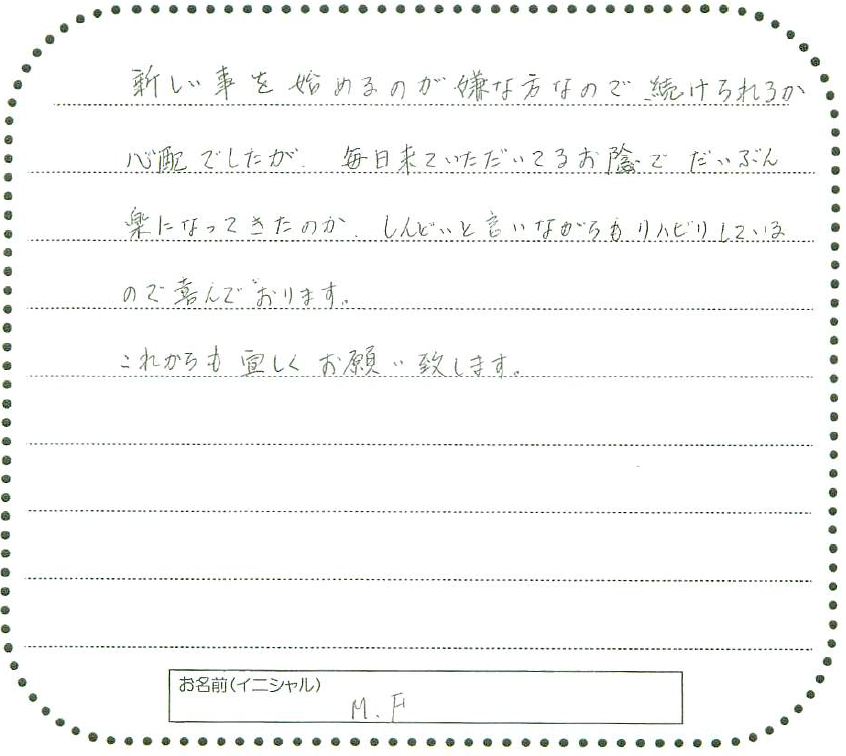 新しい事を始めるのが嫌な方なので続けられるか
心配でしたが、毎日来ていただいてるお陰でだいぶん
楽になってきたのか、しんどいと言いながらもリハビリしている
ので喜んでおります。
これからも宜しくお願い致します。
お名前(イニシャル)
M.F